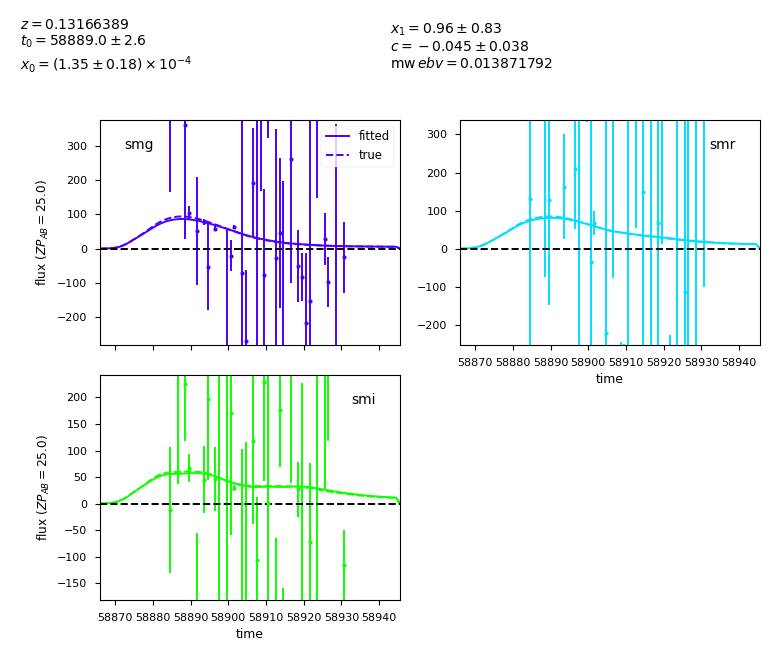 z = 0.13166389
t₀ = 58889.0 ± 2.6
x₀ = (1.35 ± 0.18) × 10⁻⁴
x₁ = 0.96 ± 0.83
c = −0.045 ± 0.038
mw ebv = 0.013871792
smg
fitted
true
300
200
100
0
−100
−200
flux (ZP_AB = 25.0)
smr
300
200
100
0
−100
−200
58870 58880 58890 58900 58910 58920 58930 58940
time
smi
200
150
100
50
0
−50
−100
−150
flux (ZP_AB = 25.0)
58870 58880 58890 58900 58910 58920 58930 58940
time